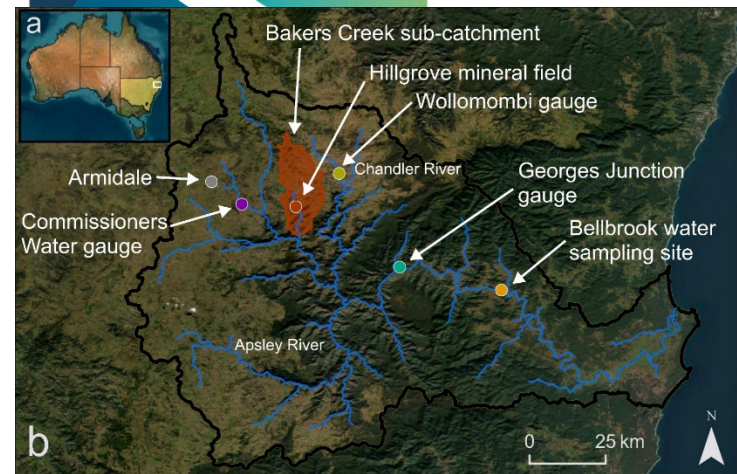 a
Bakers Creek sub-catchment
Hillgrove mineral field
Wollomombi gauge
Chandler River
Armidale
Georges Junction
gauge
Commissioners
Water gauge
Bellbrook water
sampling site
Apsley River
b
0 25 km
N